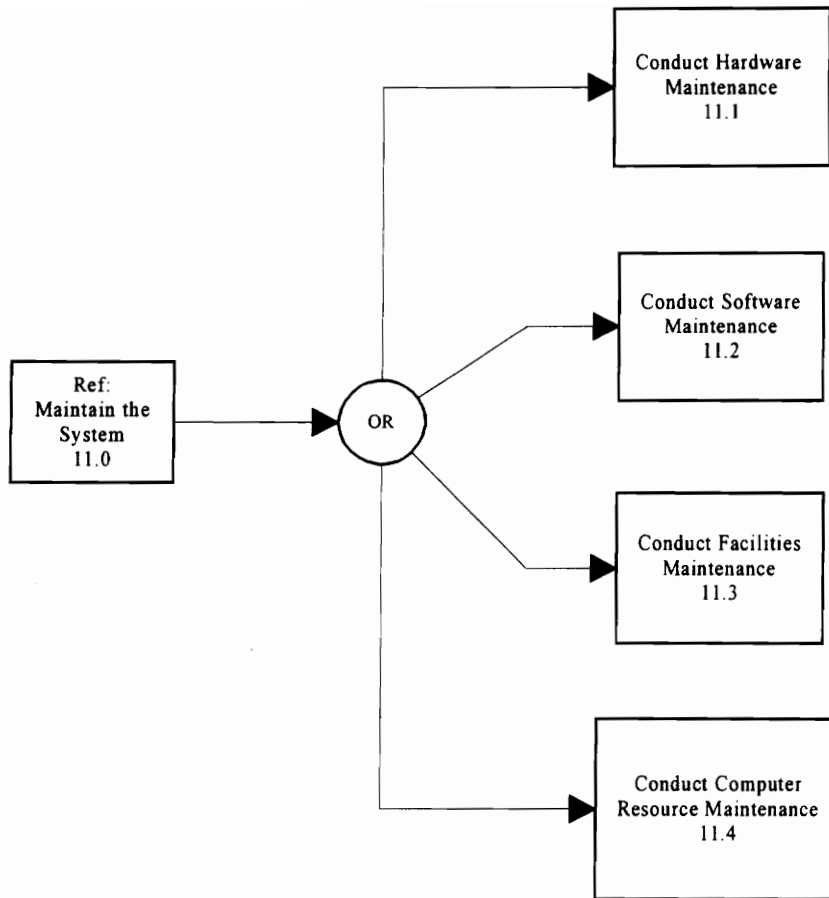 Conduct Hardware
Maintenance
11.1
Conduct Software
Maintenance
11.2
Ref:
Maintain the
System
11.0
OR
Conduct Facilities
Maintenance
11.3
Conduct Computer
Resource Maintenance
11.4